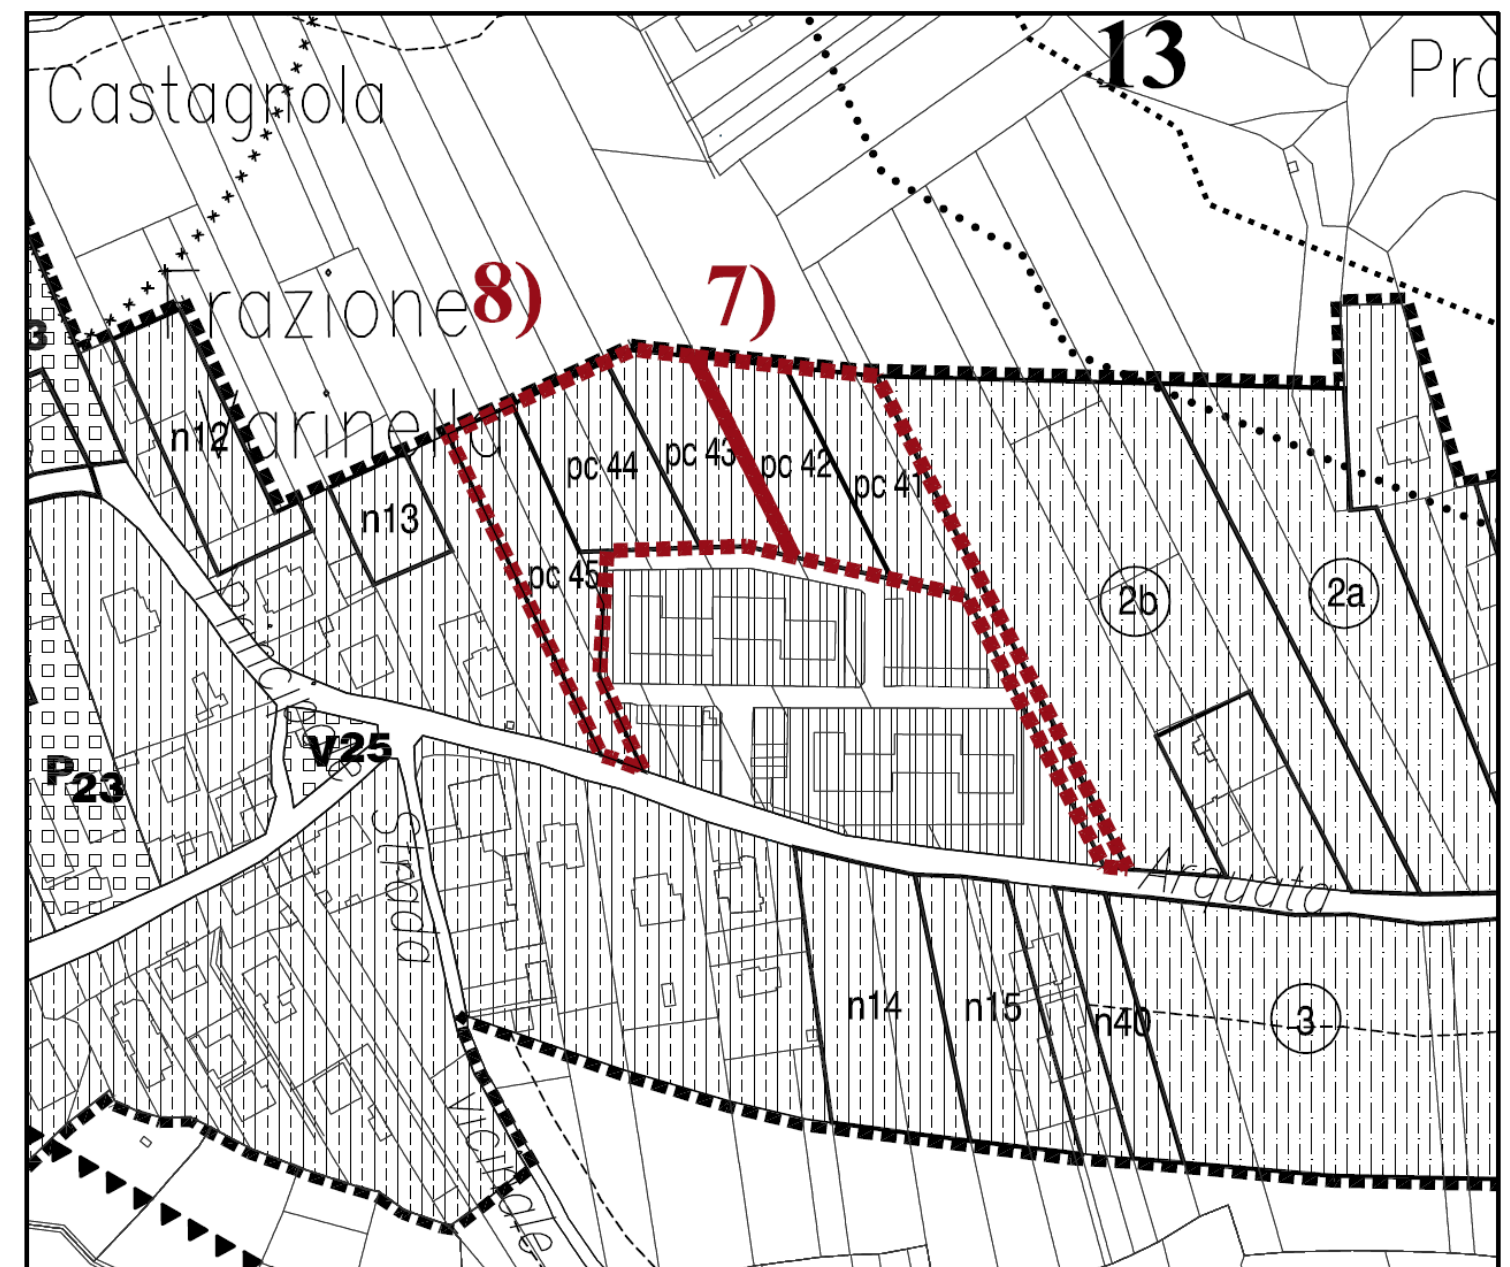 13
Castagnola
Pro
Frazione
8)
7)
3
Marinella
n12
pc 44
pc 43
pc 42
pc 41
n13
pc 45
2b
2a
V25
P23
Strada
Arquata
n14
n15
n40
3
Vicinale